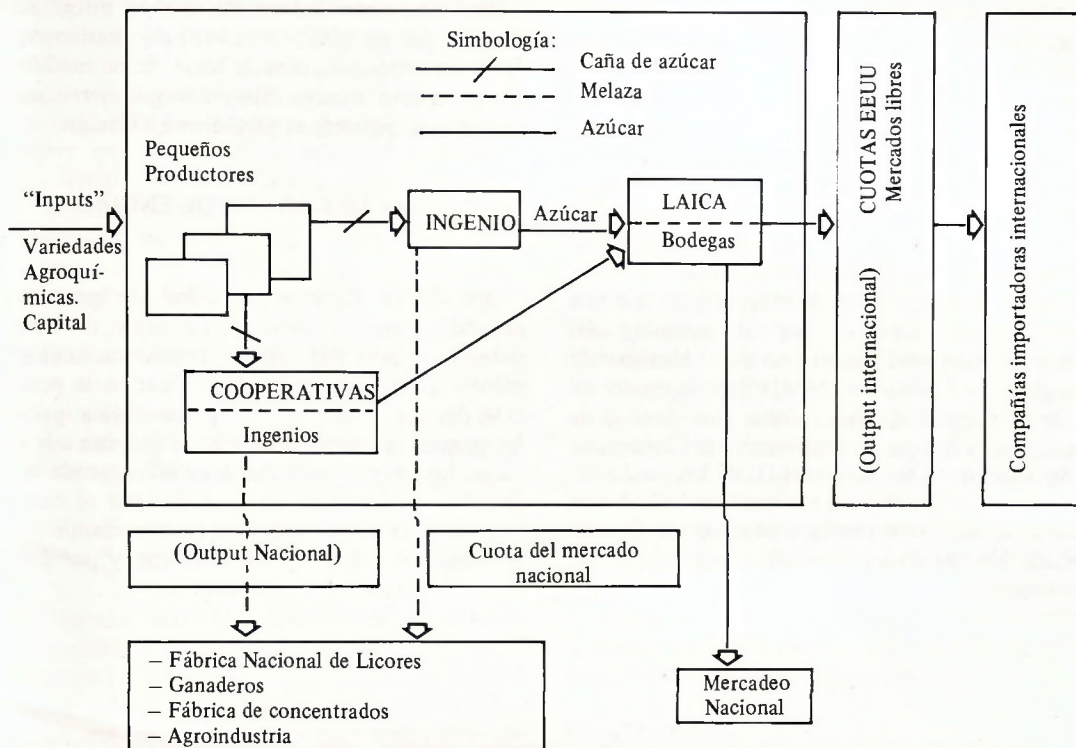 Simbología:
Caña de azúcar
Melaza
Azúcar
Pequeños
Productores
"Inputs"
Variedades
Agroquí-
micas.
Capital
INGENIO
Azúcar
LAICA
Bodegas
COOPERATIVAS
Ingenios
CUOTAS EEUU
Mercados libres
(Output internacional)
Compañías importadoras internacionales
(Output Nacional)
Cuota del mercado
nacional
– Fábrica Nacional de Licores
– Ganaderos
– Fábrica de concentrados
– Agroindustria
Mercadeo
Nacional